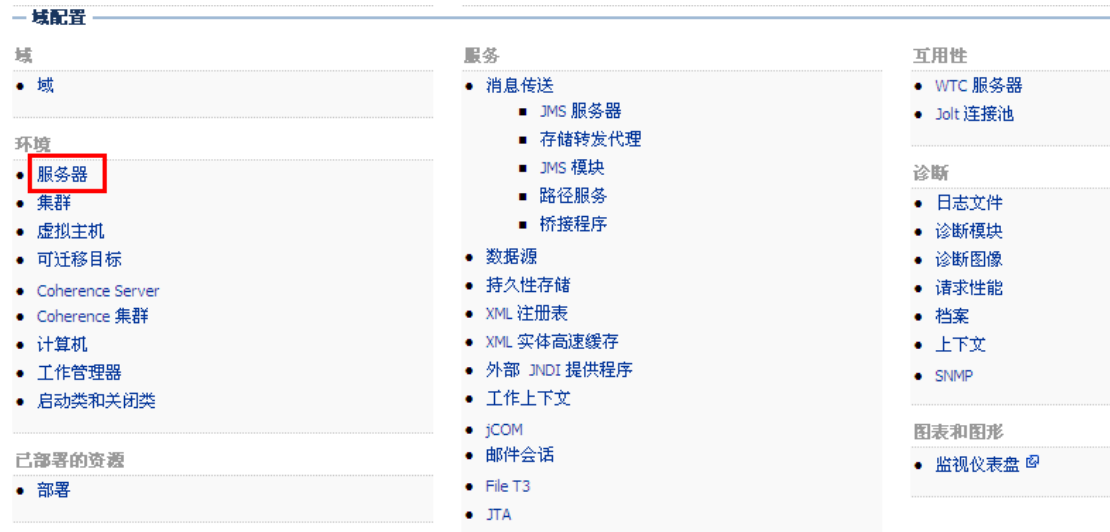 域配置
域
域
环境
服务器
集群
虚拟主机
可迁移目标
Coherence Server
Coherence 集群
计算机
工作管理器
启动类和关闭类
已部署的资源
部署
服务
消息传送
JMS 服务器
存储转发代理
JMS 模块
路径服务
桥接程序
数据源
持久性存储
XML 注册表
XML 实体高速缓存
外部 JNDI 提供程序
工作上下文
jCOM
邮件会话
File T3
JTA
互用性
WTC 服务器
Jolt 连接池
诊断
日志文件
诊断模块
诊断图像
请求性能
档案
上下文
SNMP
图表和图形
监视仪表盘